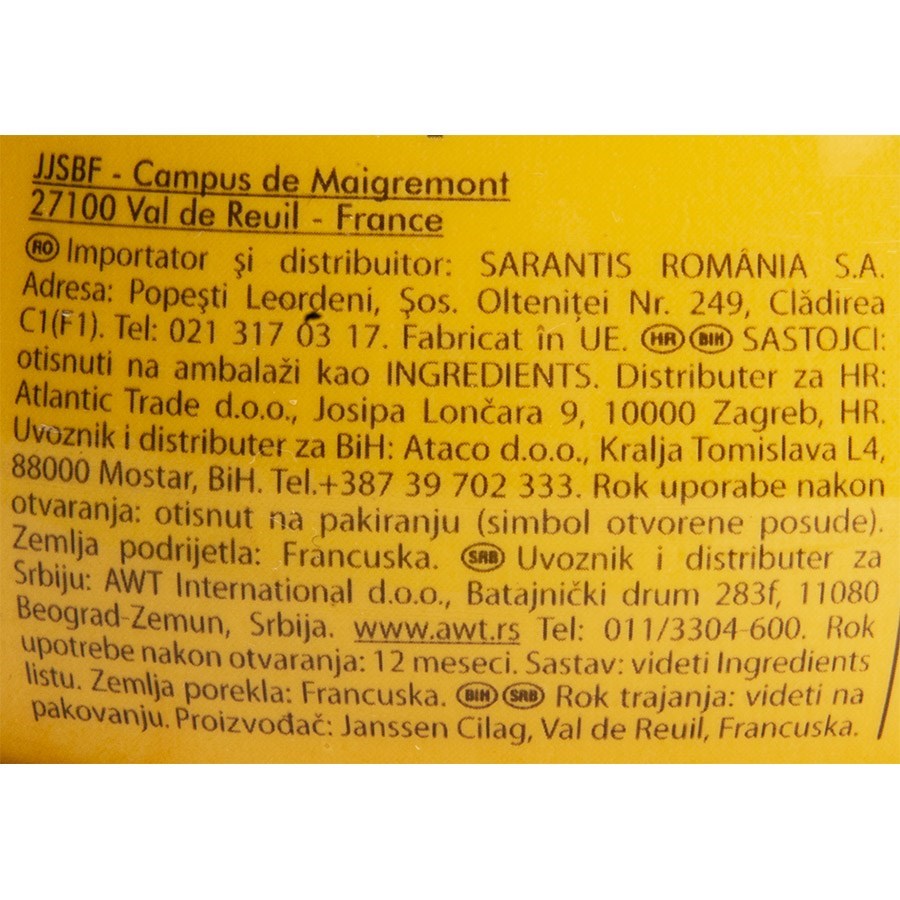 JJSBF - Campus de Maigremont
27100 Val de Reuil - France
RO Importator şi distribuitor: SARANTIS ROMÂNIA S.A.
Adresa: Popeşti Leordeni, Şos. Olteniţei Nr. 249, Clădirea
C1(F1). Tel: 021 317 03 17. Fabricat în UE. HR BIH SASTOJCI:
otisnuti na ambalaži kao INGREDIENTS. Distributer za HR:
Atlantic Trade d.o.o., Josipa Lončara 9, 10000 Zagreb, HR.
Uvoznik i distributer za BiH: Ataco d.o.o., Kralja Tomislava L4,
88000 Mostar, BiH. Tel.+387 39 702 333. Rok uporabe nakon
otvaranja: otisnut na pakiranju (simbol otvorene posude).
Zemlja podrijetla: Francuska. SRB Uvoznik i distributer za
Srbiju: AWT International d.o.o., Batajnički drum 283f, 11080
Beograd-Zemun, Srbija. www.awt.rs Tel: 011/3304-600. Rok
upotrebe nakon otvaranja: 12 meseci. Sastav: videti Ingredients
listu. Zemlja porekla: Francuska. BIH SRB Rok trajanja: videti na
pakovanju. Proizvođač: Janssen Cilag, Val de Reuil, Francuska.